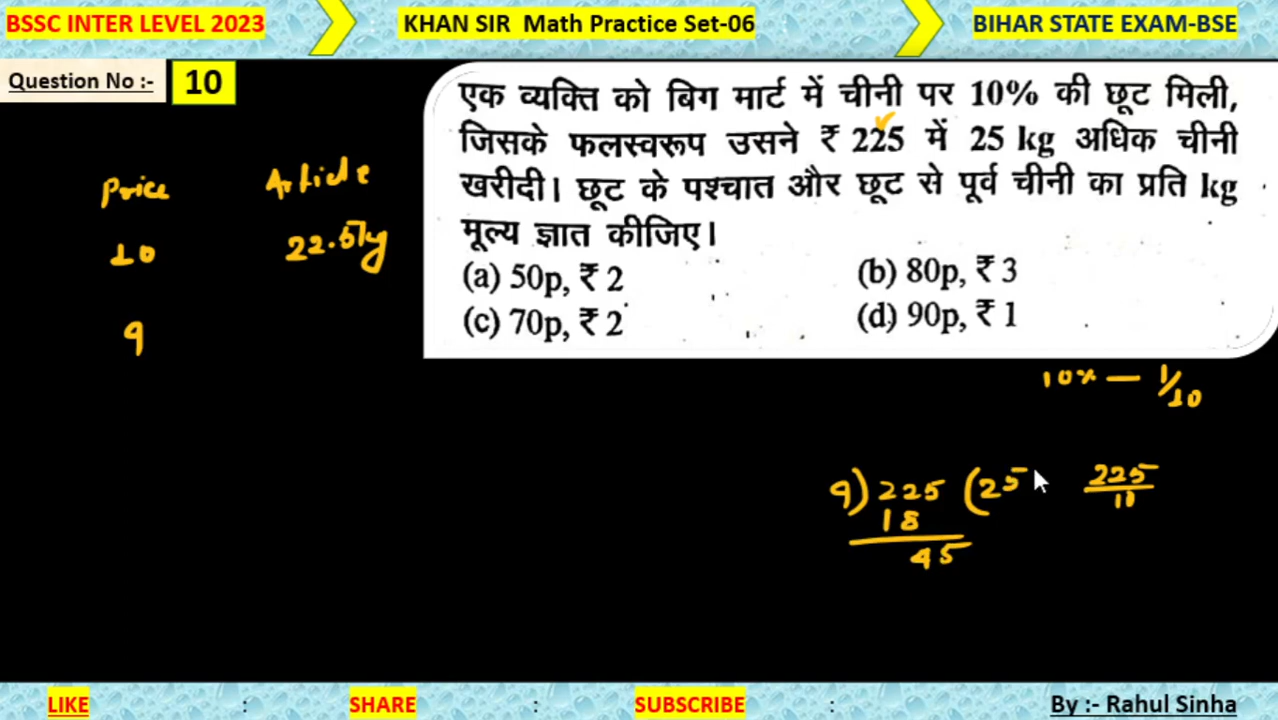 BSSC INTER LEVEL 2023
KHAN SIR Math Practice Set-06
BIHAR STATE EXAM-BSE
Question No :-
10
एक व्यक्ति को बिग मार्ट में चीनी पर 10% की छूट मिली,
जिसके फलस्वरूप उसने ₹ 225 में 25 kg अधिक चीनी
खरीदी। छूट के पश्चात और छूट से पूर्व चीनी का प्रति kg
मूल्य ज्ञात कीजिए।
(a) 50p, ₹ 2
(b) 80p, ₹ 3
(c) 70p, ₹ 2
(d) 90p, ₹ 1
Price Article
10 22.5kg
9
10% — 1/10
9) 225 (25
18
45
225
10
LIKE : SHARE : SUBSCRIBE : By :- Rahul Sinha